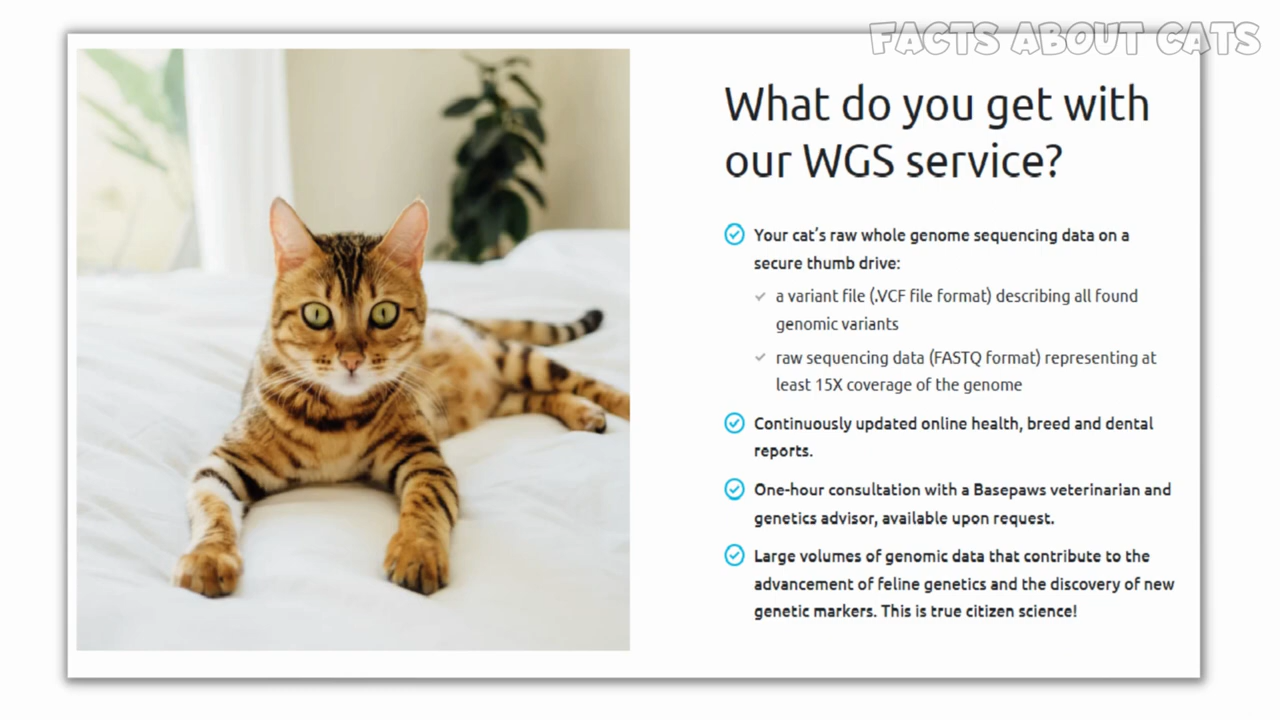 FACTS ABOUT CATS
What do you get with
our WGS service?
Your cat's raw whole genome sequencing data on a
secure thumb drive:
a variant file (.VCF file format) describing all found
genomic variants
raw sequencing data (FASTQ format) representing at
least 15X coverage of the genome
Continuously updated online health, breed and dental
reports.
One-hour consultation with a Basepaws veterinarian and
genetics advisor, available upon request.
Large volumes of genomic data that contribute to the
advancement of feline genetics and the discovery of new
genetic markers. This is true citizen science!